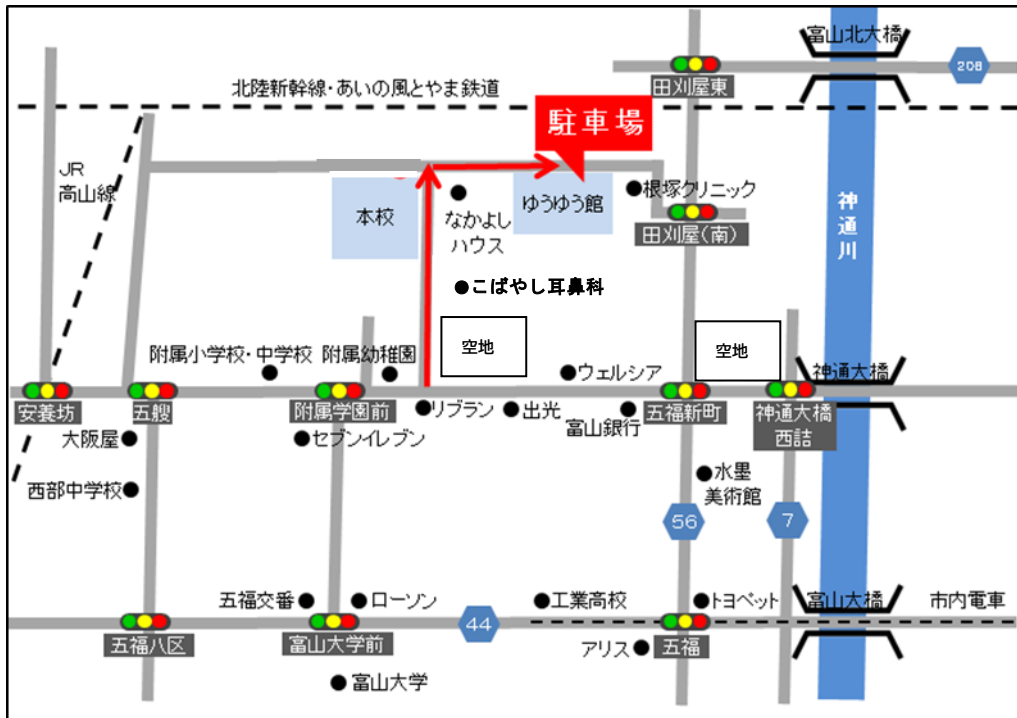 富山北大橋
208
田刈屋東
北陸新幹線・あいの風とやま鉄道
駐車場
JR
高山線
本校
なかよし
ハウス
ゆうゆう館
根塚クリニック
田刈屋(南)
神通川
こばやし耳鼻科
空地
空地
附属小学校・中学校
附属幼稚園
ウェルシア
神通大橋
安養坊
五艘
附属学園前
リブラン
出光
富山銀行
五福新町
神通大橋
西詰
大阪屋
セブンイレブン
西部中学校
水墨
美術館
56
7
五福交番
ローソン
工業高校
トヨペット
富山大橋
市内電車
44
五福八区
富山大学前
アリス
五福
富山大学